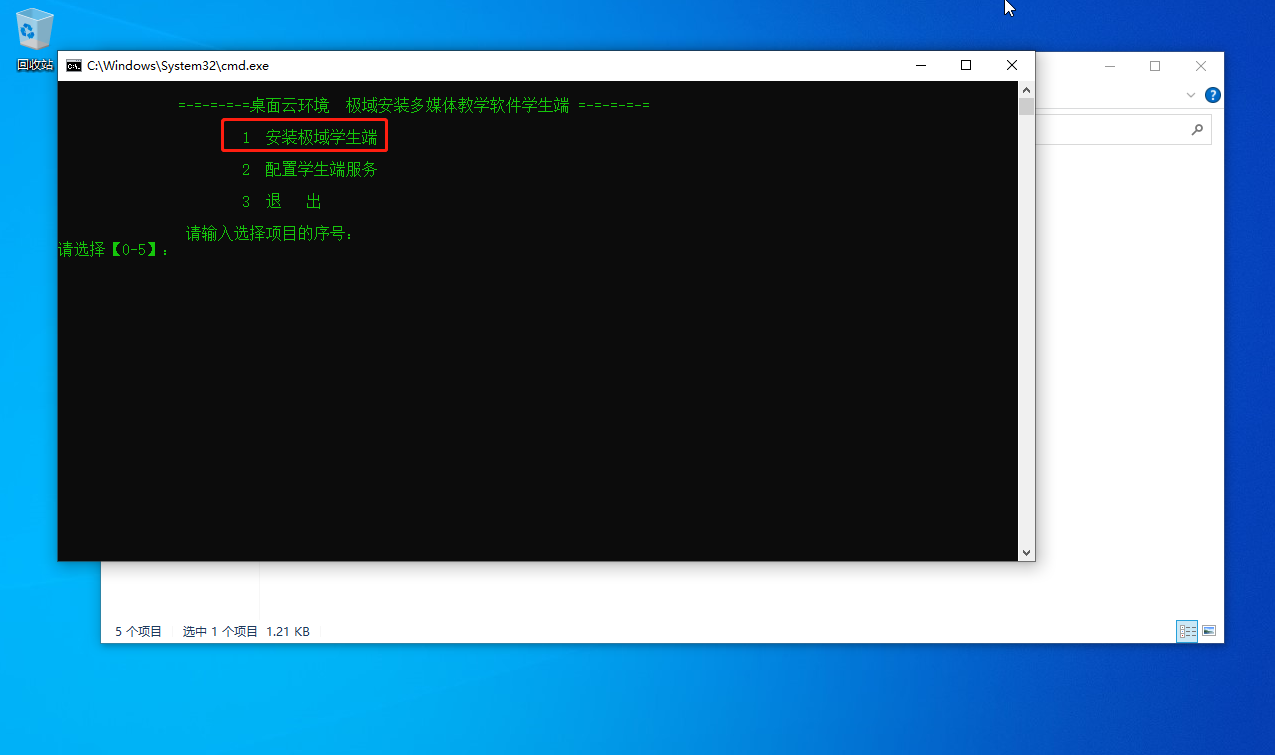 回收站
C:\Windows\System32\cmd.exe
=-=-=-=-=桌面云环境 极域安装多媒体教学软件学生端 =-=-=-=-=
1 安装极域学生端
2 配置学生端服务
3 退 出
请输入选择项目的序号:
请选择【0-5】:
5 个项目 选中 1 个项目 1.21 KB